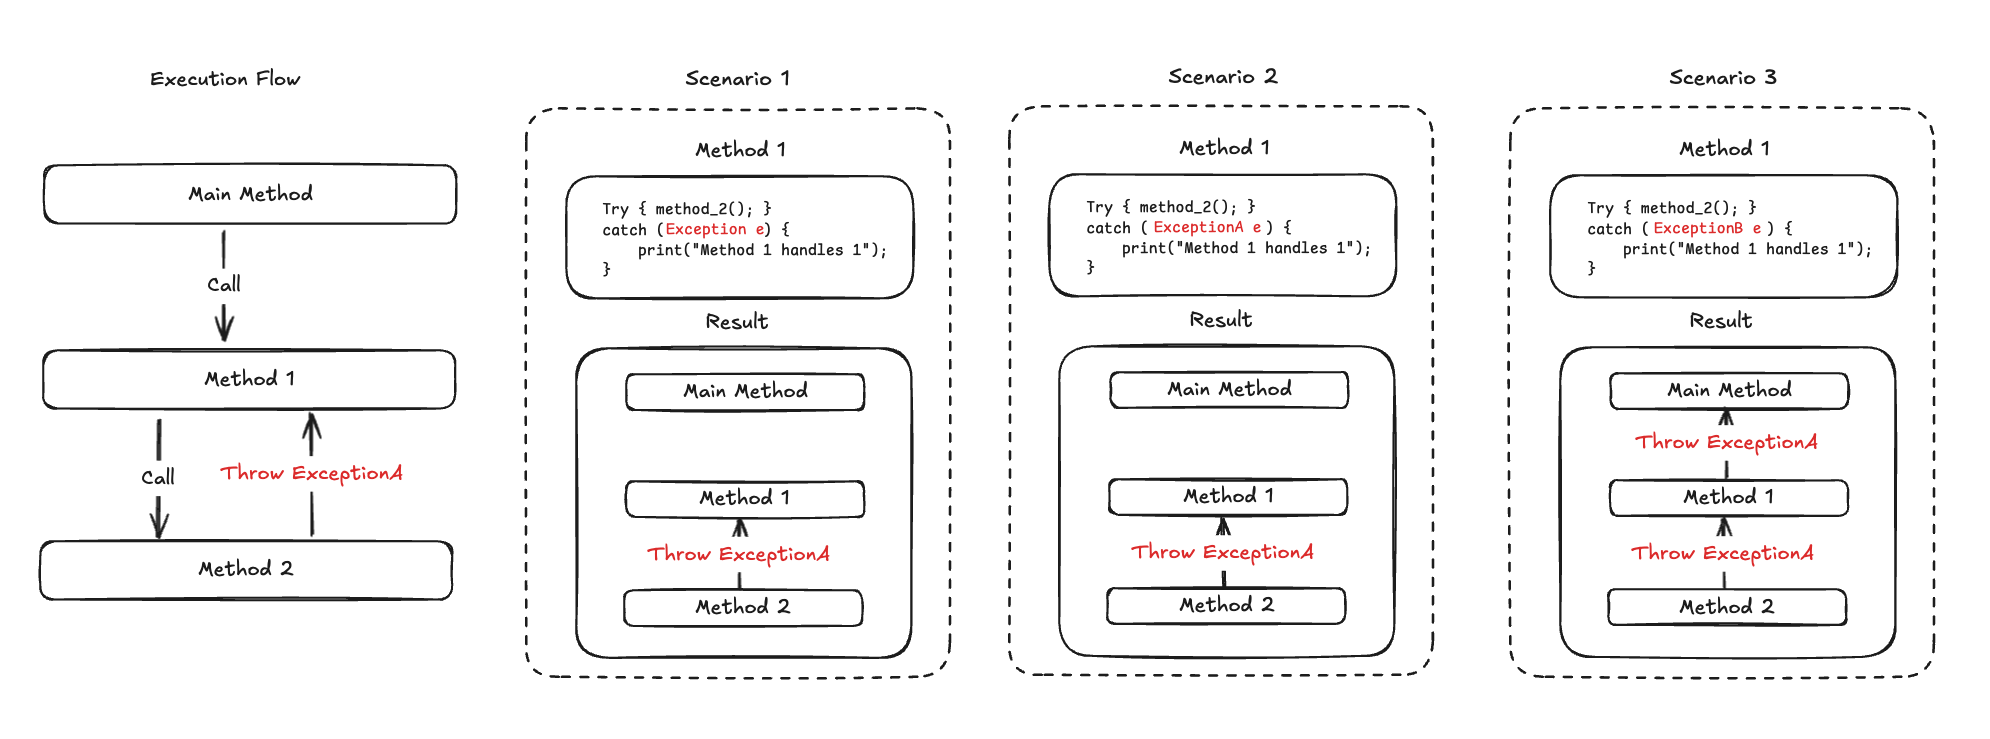 Execution Flow
Main Method
Call
Method 1
Call
Throw ExceptionA
Method 2
Scenario 1
Method 1
Try { method_2(); }
catch (Exception e) {
print("Method 1 handles 1");
}
Result
Main Method
Method 1
Throw ExceptionA
Method 2
Scenario 2
Method 1
Try { method_2(); }
catch ( ExceptionA e ) {
print("Method 1 handles 1");
}
Result
Main Method
Method 1
Throw ExceptionA
Method 2
Scenario 3
Method 1
Try { method_2(); }
catch ( ExceptionB e ) {
print("Method 1 handles 1");
}
Result
Main Method
Throw ExceptionA
Method 1
Throw ExceptionA
Method 2